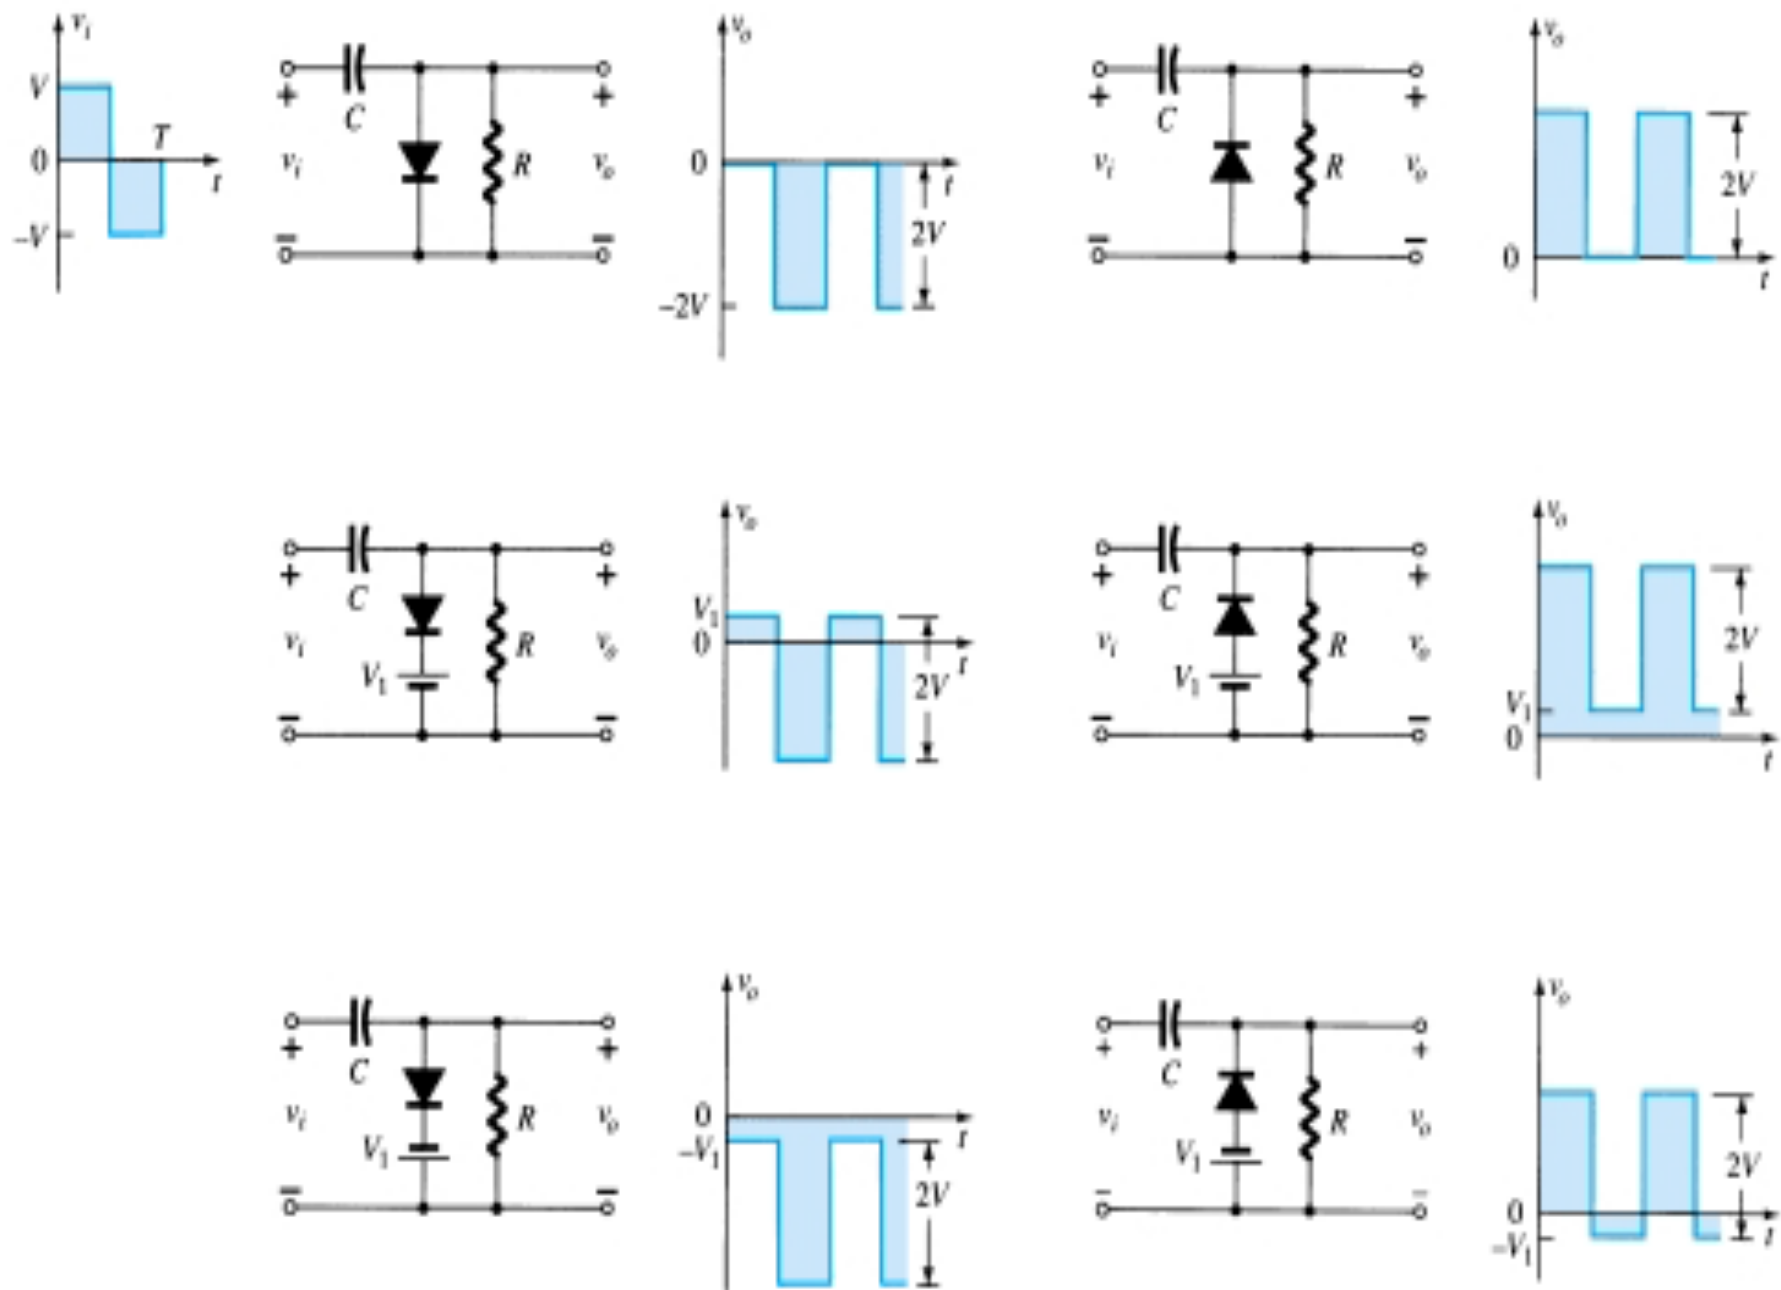 v_i
V
0
-V
T
t
+
C
v_i
R
+
v_o
−
−
v_o
0
-2V
2V
t
+
C
v_i
R
+
v_o
−
−
v_o
0
2V
t
+
C
v_i
V_1
R
+
v_o
−
−
v_o
V_1
0
2V
t
+
C
v_i
V_1
R
+
v_o
−
−
v_o
V_1
0
2V
t
+
C
v_i
V_1
R
+
v_o
−
−
v_o
0
-V_1
2V
t
+
C
v_i
V_1
R
+
v_o
−
−
v_o
0
-V_1
2V
t